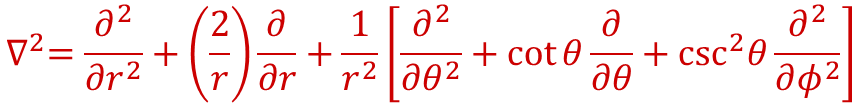 ∇² = ∂²/∂r² + (2/r) ∂/∂r + 1/r² [∂²/∂θ² + cot θ ∂/∂θ + csc²θ ∂²/∂ϕ²]